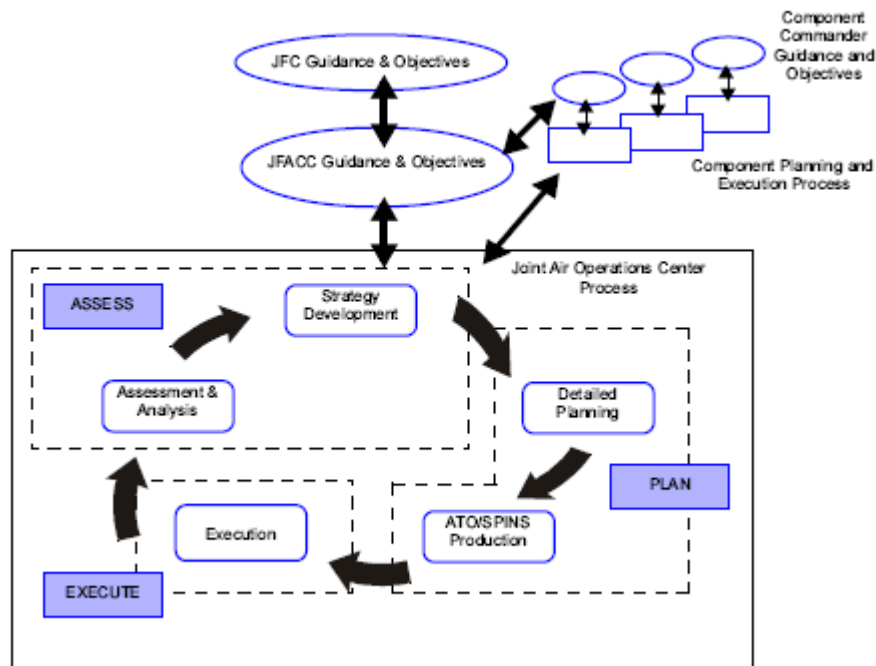 Component
Commander
Guidance and
Objectives
JFC Guidance & Objectives
JFACC Guidance & Objectives
Component Planning and
Execution Process
Joint Air Operations Center
Process
ASSESS
Strategy
Development
Assessment &
Analysis
Detailed
Planning
PLAN
ATO/SPINS
Production
Execution
EXECUTE